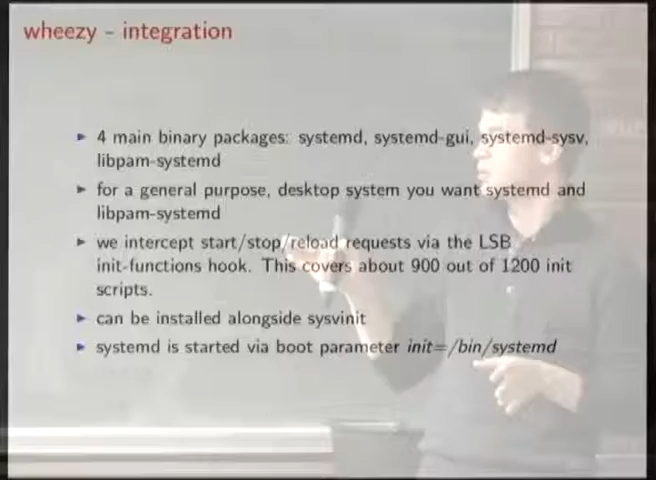 wheezy – integration
► 4 main binary packages: systemd, systemd-gui, systemd-sysv,
libpam-systemd
► for a general purpose, desktop system you want systemd and
libpam-systemd
► we intercept start/stop/reload requests via the LSB
init-functions hook. This covers about 900 out of 1200 init
scripts.
► can be installed alongside sysvinit
► systemd is started via boot parameter init=/bin/systemd